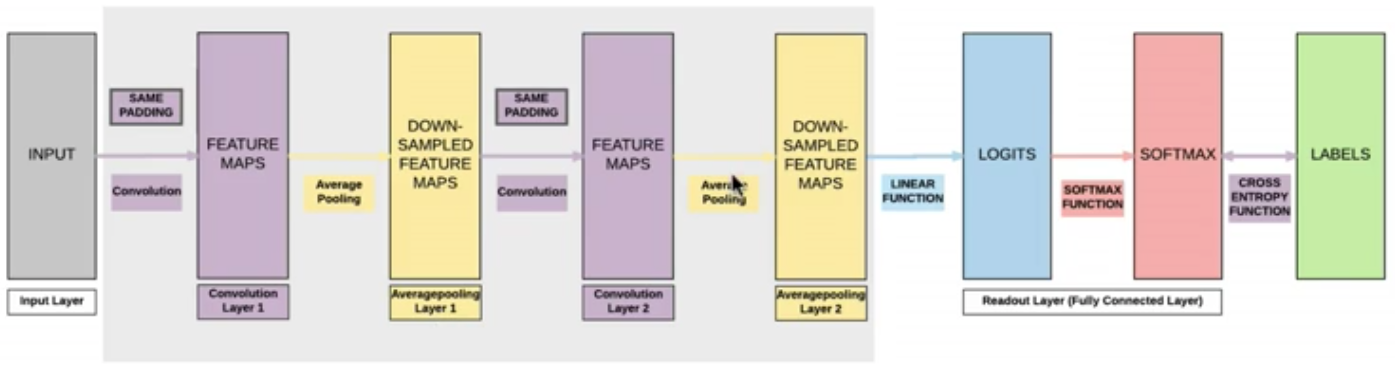 INPUT
Input Layer
SAME
PADDING
Convolution
FEATURE
MAPS
Convolution
Layer 1
Average
Pooling
DOWN-
SAMPLED
FEATURE
MAPS
Averagepooling
Layer 1
SAME
PADDING
Convolution
FEATURE
MAPS
Convolution
Layer 2
Average
Pooling
DOWN-
SAMPLED
FEATURE
MAPS
Averagepooling
Layer 2
LINEAR
FUNCTION
LOGITS
SOFTMAX
FUNCTION
SOFTMAX
Readout Layer (Fully Connected Layer)
CROSS
ENTROPY
FUNCTION
LABELS